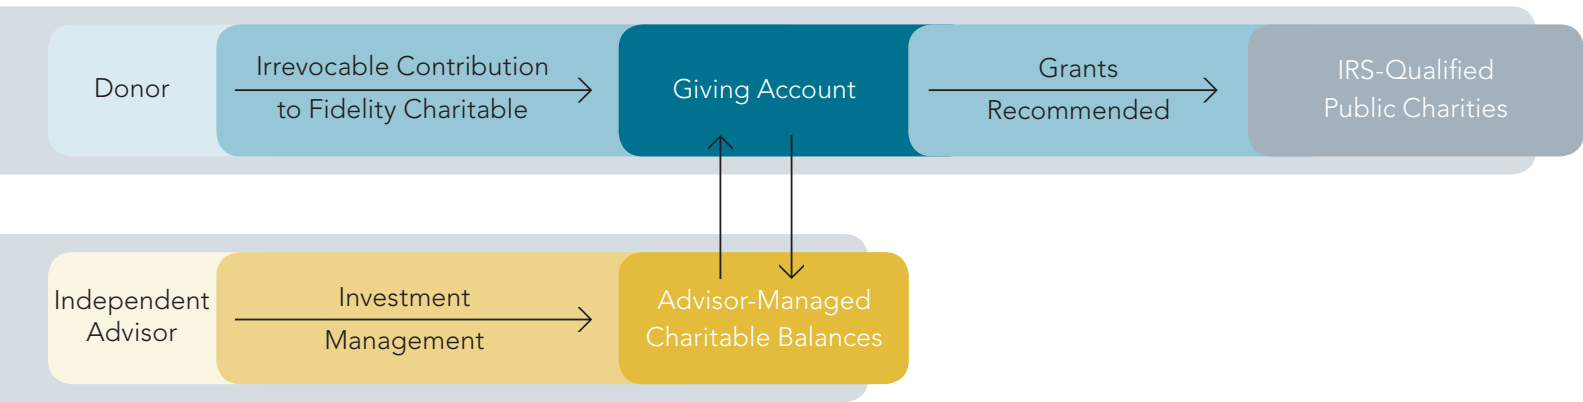 Donor
Irrevocable Contribution
to Fidelity Charitable
Giving Account
Grants
Recommended
IRS-Qualified
Public Charities
Independent
Advisor
Investment
Management
Advisor-Managed
Charitable Balances